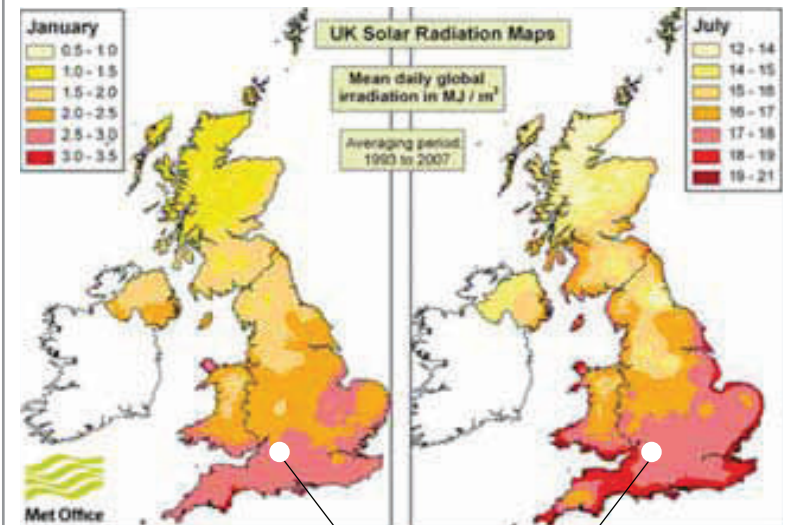 January
0.5 - 1.0
1.0 - 1.5
1.5 - 2.0
2.0 - 2.5
2.5 - 3.0
3.0 - 3.5
UK Solar Radiation Maps
Mean daily global
irradiation in MJ / m²
Averaging period:
1993 to 2007
July
12 - 14
14 - 15
15 - 16
16 - 17
17 - 18
18 - 19
19 - 21
Met Office